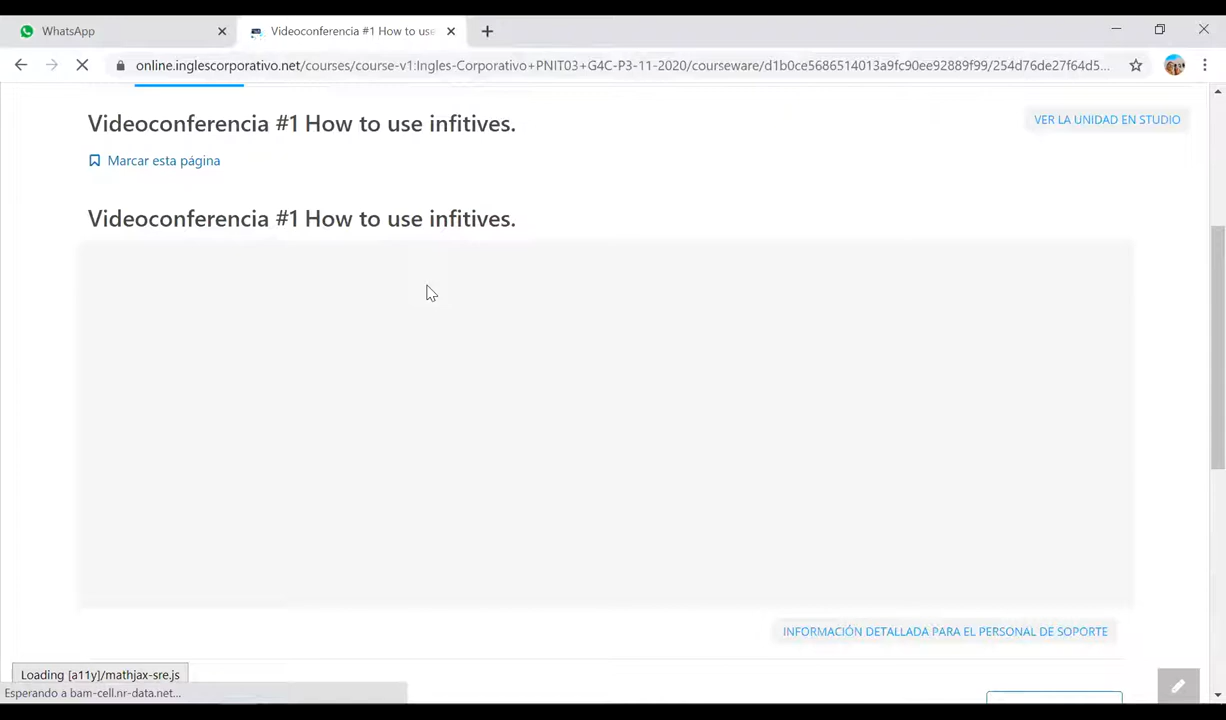 WhatsApp
Videoconferencia #1 How to use
online.inglescorporativo.net/courses/course-v1:Ingles-Corporativo+PNIT03+G4C-P3-11-2020/courseware/d1b0ce5686514013a9fc90ee92889f99/254d76de27f64d5...
Videoconferencia #1 How to use infitives.
VER LA UNIDAD EN STUDIO
Marcar esta página
Videoconferencia #1 How to use infitives.
INFORMACIÓN DETALLADA PARA EL PERSONAL DE SOPORTE
Loading [a11y]/mathjax-sre.js
Esperando a bam-cell.nr-data.net...